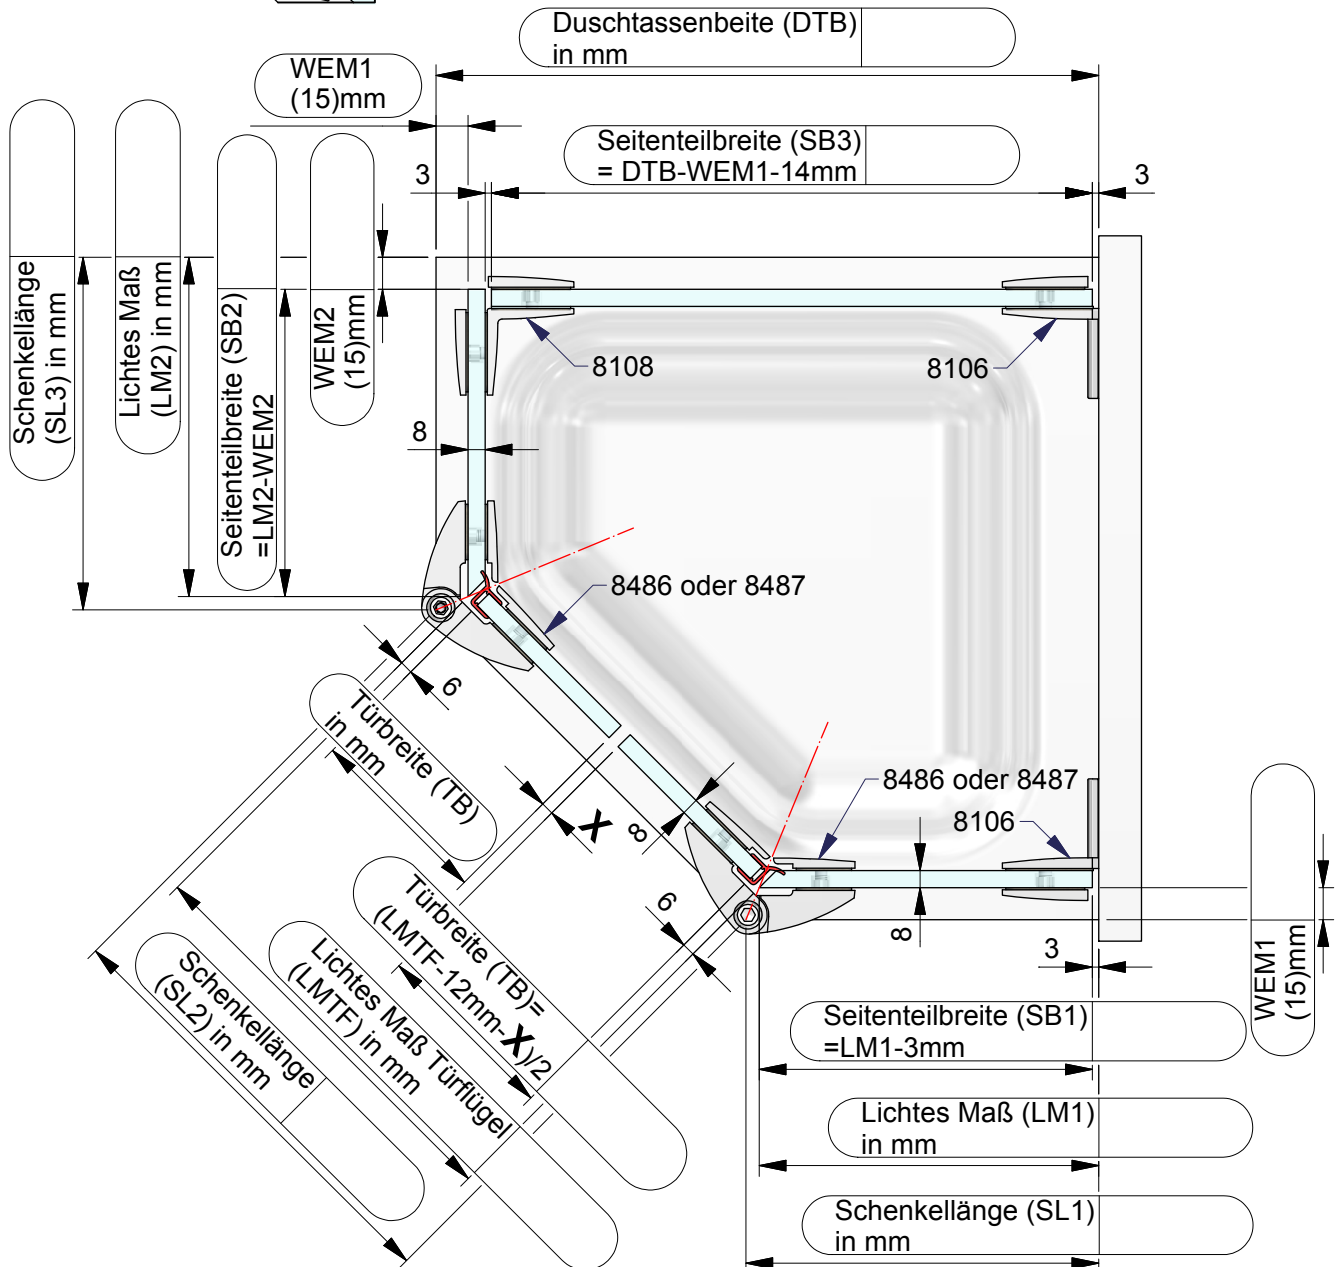 Duschtassenbeite (DTB)
in mm
WEM1
(15)mm
Seitenteilbreite (SB3)
= DTB-WEM1-14mm
3
3
Schenkellänge
(SL3) in mm
Lichtes Maß
(LM2) in mm
Seitenteilbreite (SB2)
=LM2-WEM2
WEM2
(15)mm
8108
8106
8
8486 oder 8487
6
Türbreite (TB)
in mm
X
8
8486 oder 8487
8106
6
8
3
WEM1
(15)mm
Türbreite (TB)=
(LMTF-12mm-X)/2
Lichtes Maß Türflügel
(LMTF) in mm
Schenkellänge
(SL2) in mm
Seitenteilbreite (SB1)
=LM1-3mm
Lichtes Maß (LM1)
in mm
Schenkellänge (SL1)
in mm